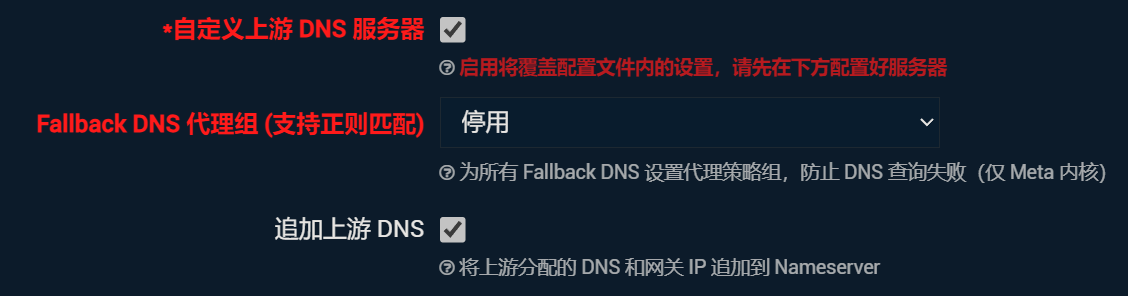 *自定义上游 DNS 服务器
启用将覆盖配置文件内的设置，请先在下方配置好服务器
Fallback DNS 代理组 (支持正则匹配)
停用
为所有 Fallback DNS 设置代理策略组，防止 DNS 查询失败（仅 Meta 内核）
追加上游 DNS
将上游分配的 DNS 和网关 IP 追加到 Nameserver